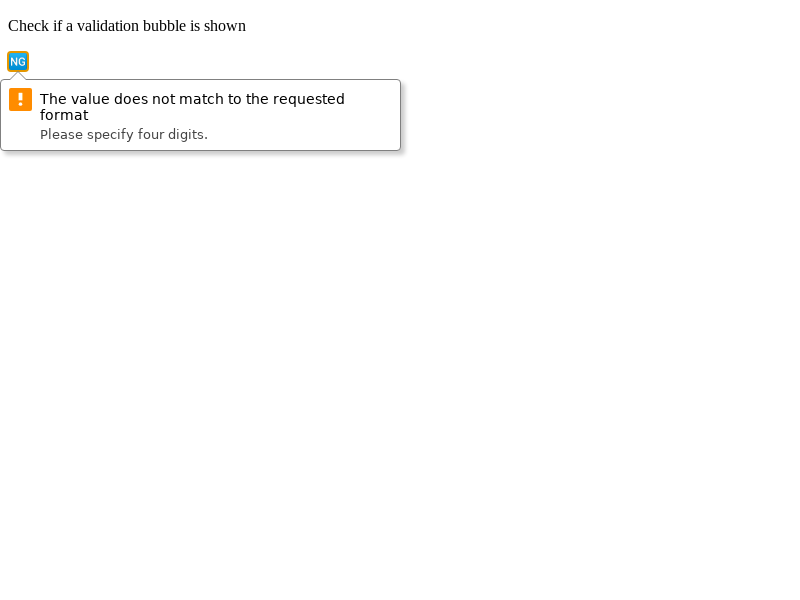 Check if a validation bubble is shown
NG
The value does not match to the requested
format
Please specify four digits.